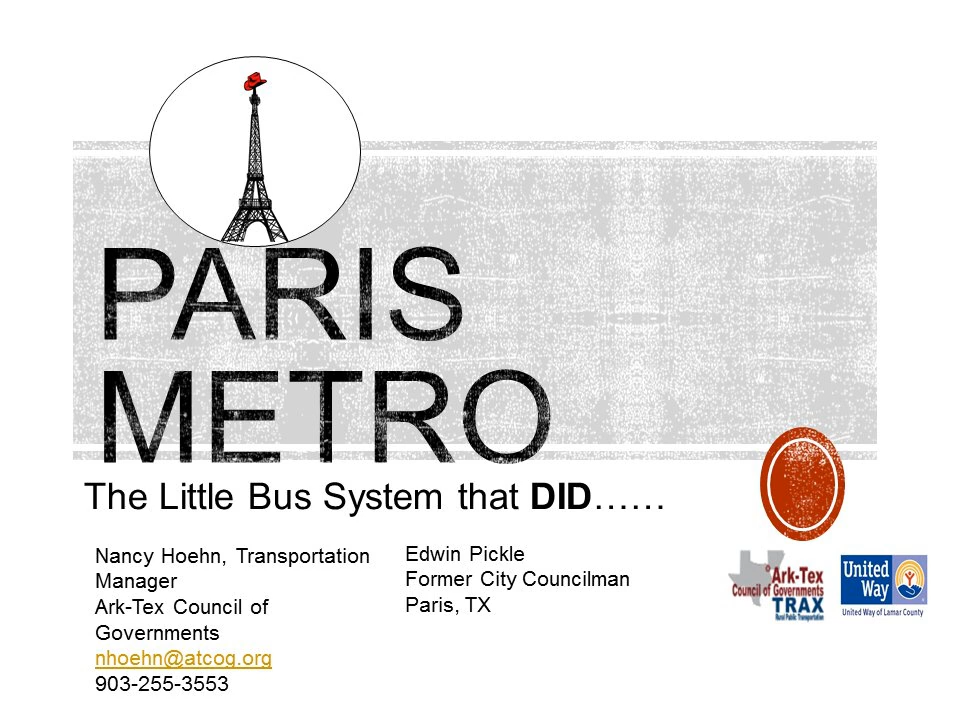 PARIS
METRO
The Little Bus System that DID……
Nancy Hoehn, Transportation
Manager
Ark-Tex Council of
Governments
nhoehn@atcog.org
903-255-3553
Edwin Pickle
Former City Councilman
Paris, TX
Ark-Tex
Council of Governments
TRAX
Rural Public Transportation
United
Way
United Way of Lamar County